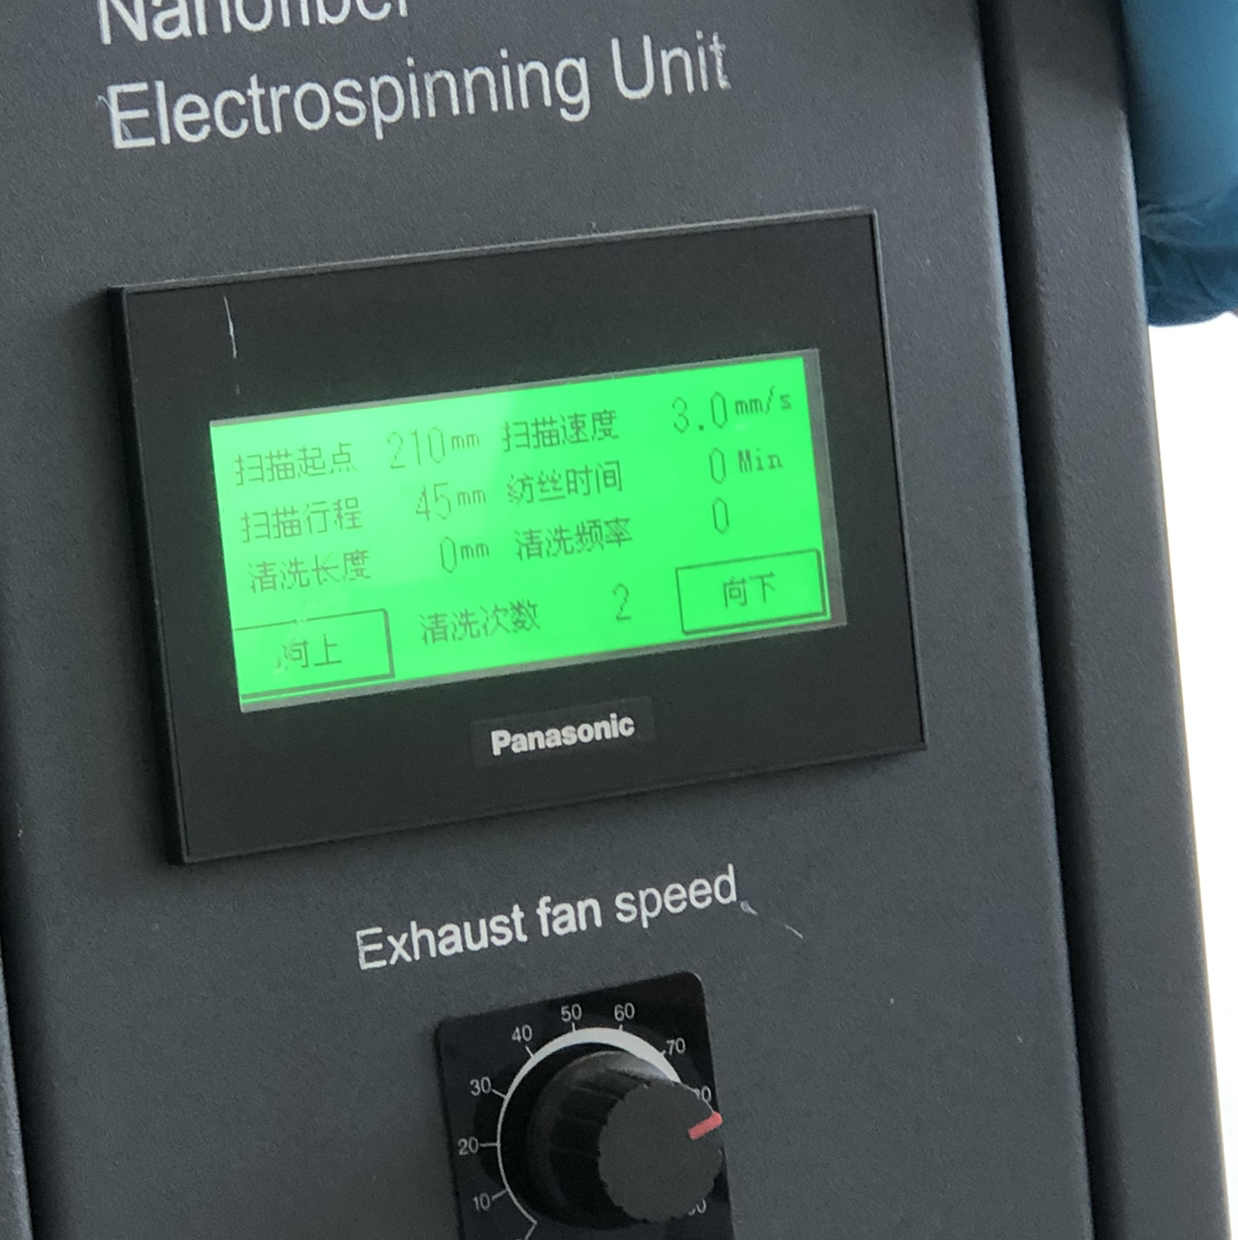 Nanofiber
Electrospinning Unit
扫描起点 210mm 扫描速度 3.0mm/s
扫描行程 45mm 纺丝时间 0 Min
清洗长度 0mm 清洗频率 0
向上 清洗次数 2 向下
Panasonic
Exhaust fan speed
10 20 30 40 50 60 70